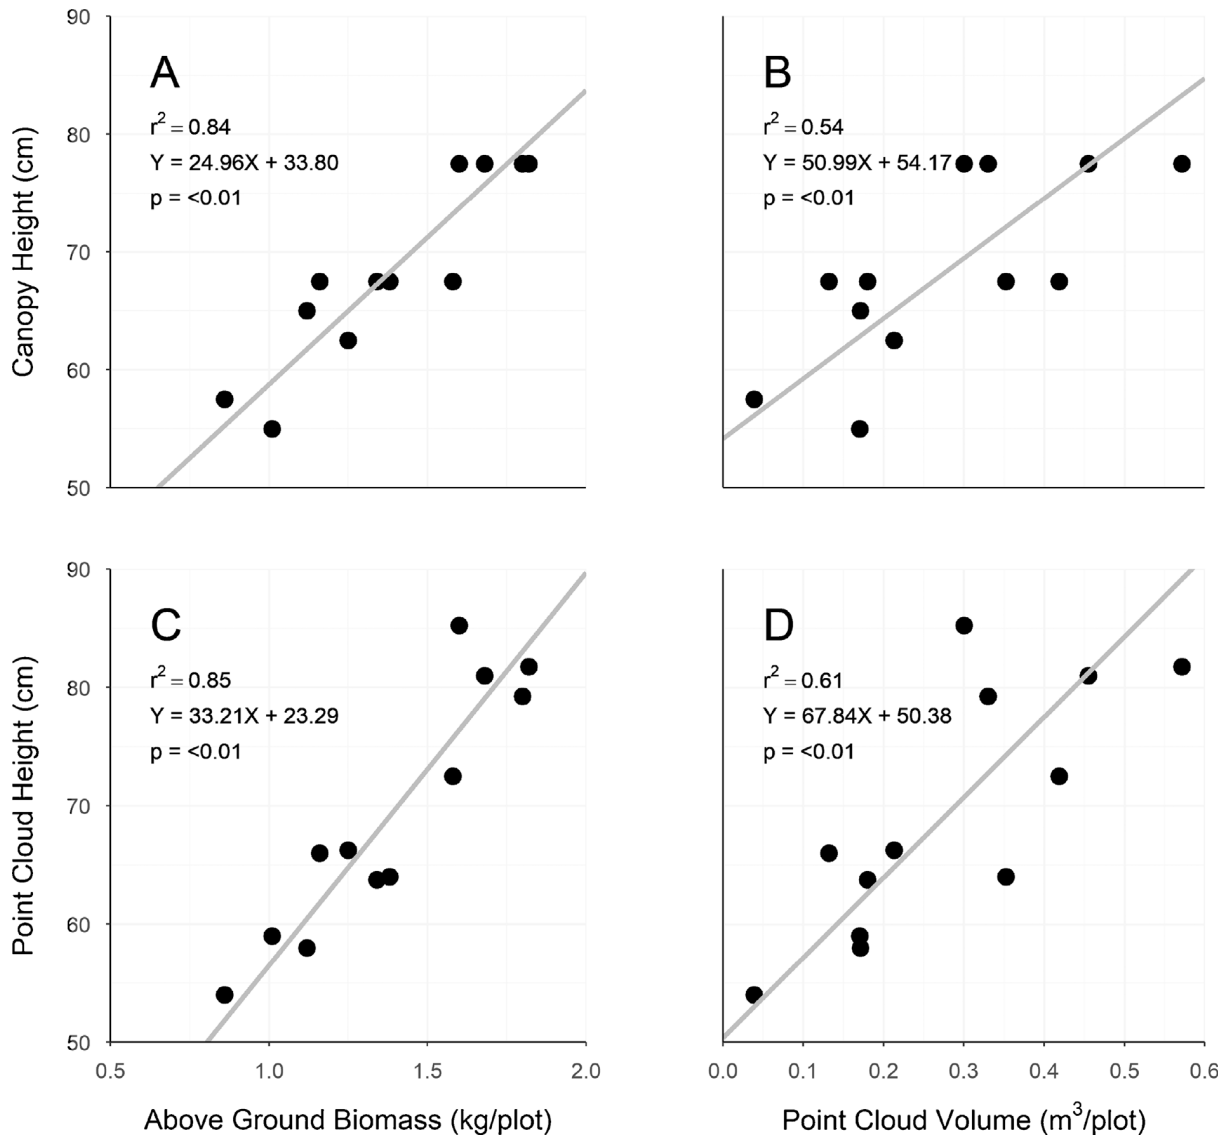 90
80
70
60
50
Canopy Height (cm)
A
r² = 0.84
Y = 24.96X + 33.80
p = <0.01
B
r² = 0.54
Y = 50.99X + 54.17
p = <0.01
90
80
70
60
50
Point Cloud Height (cm)
C
r² = 0.85
Y = 33.21X + 23.29
p = <0.01
D
r² = 0.61
Y = 67.84X + 50.38
p = <0.01
0.5 1.0 1.5 2.0
0.0 0.1 0.2 0.3 0.4 0.5 0.6
Above Ground Biomass (kg/plot)
Point Cloud Volume (m³/plot)